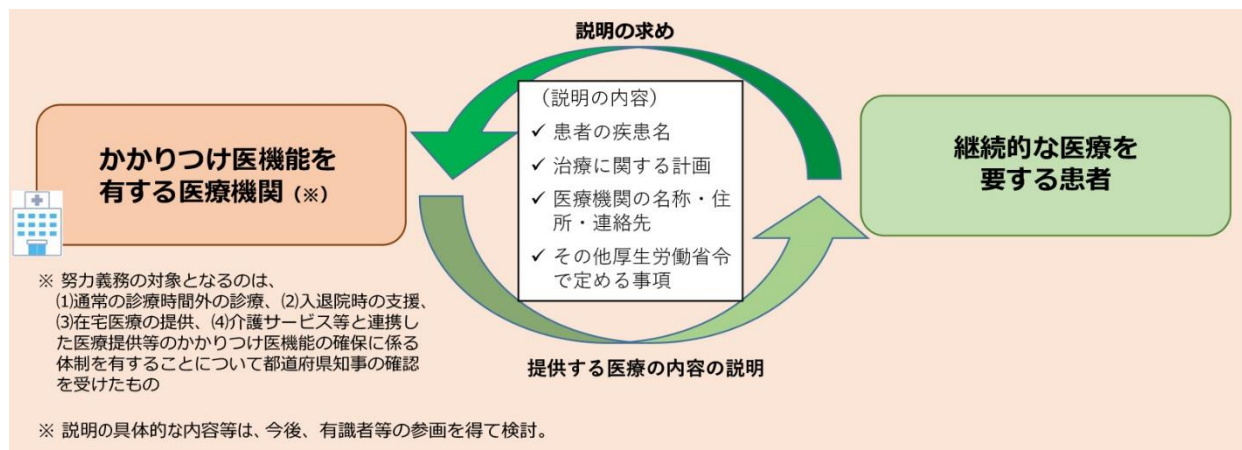 説明の求め
かかりつけ医機能を
有する医療機関（※）
（説明の内容）
✓ 患者の疾患名
✓ 治療に関する計画
✓ 医療機関の名称・住
所・連絡先
✓ その他厚生労働省令
で定める事項
継続的な医療を
要する患者
※ 努力義務の対象となるのは、
⑴通常の診療時間外の診療、⑵入退院時の支援、
⑶在宅医療の提供、⑷介護サービス等と連携し
た医療提供等のかかりつけ医機能の確保に係る
体制を有することについて都道府県知事の確認
を受けたもの
提供する医療の内容の説明
※ 説明の具体的な内容等は、今後、有識者等の参画を得て検討。